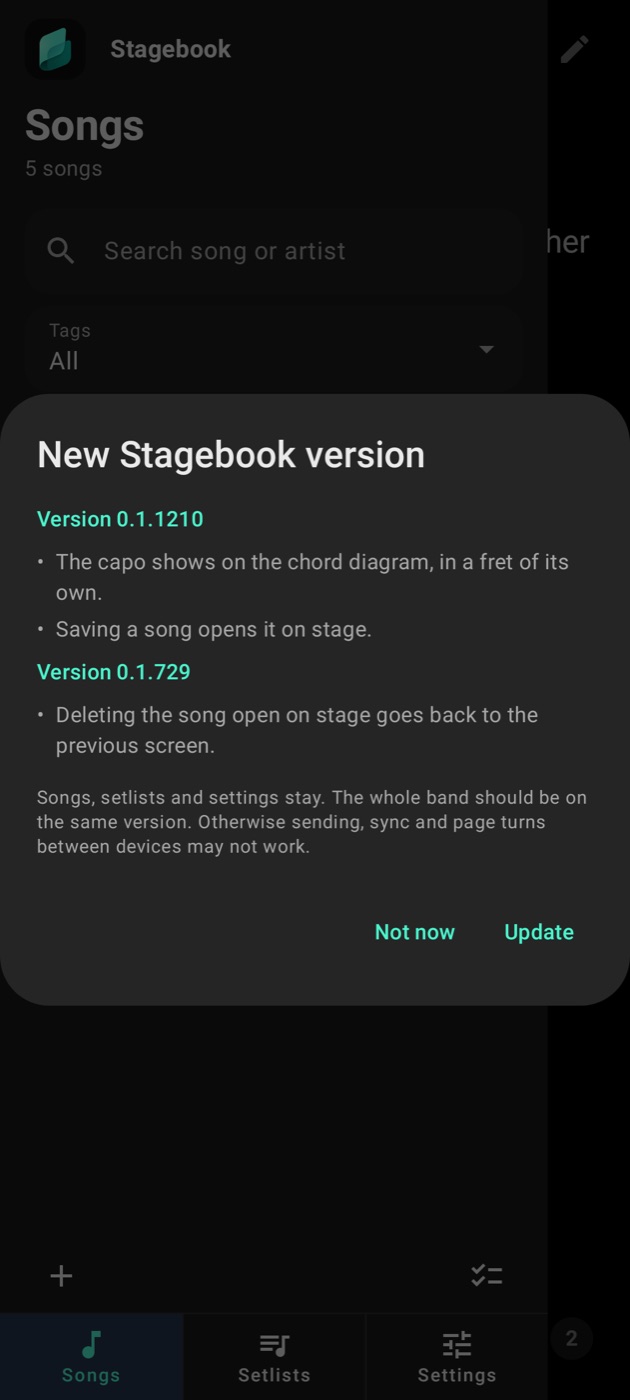 Stagebook
Songs
5 songs
Search song or artist
her
Tags
All
New Stagebook version
Version 0.1.1210
• The capo shows on the chord diagram, in a fret of its
own.
• Saving a song opens it on stage.
Version 0.1.729
• Deleting the song open on stage goes back to the
previous screen.
Songs, setlists and settings stay. The whole band should be on
the same version. Otherwise sending, sync and page turns
between devices may not work.
Not now Update
2
Songs Setlists Settings